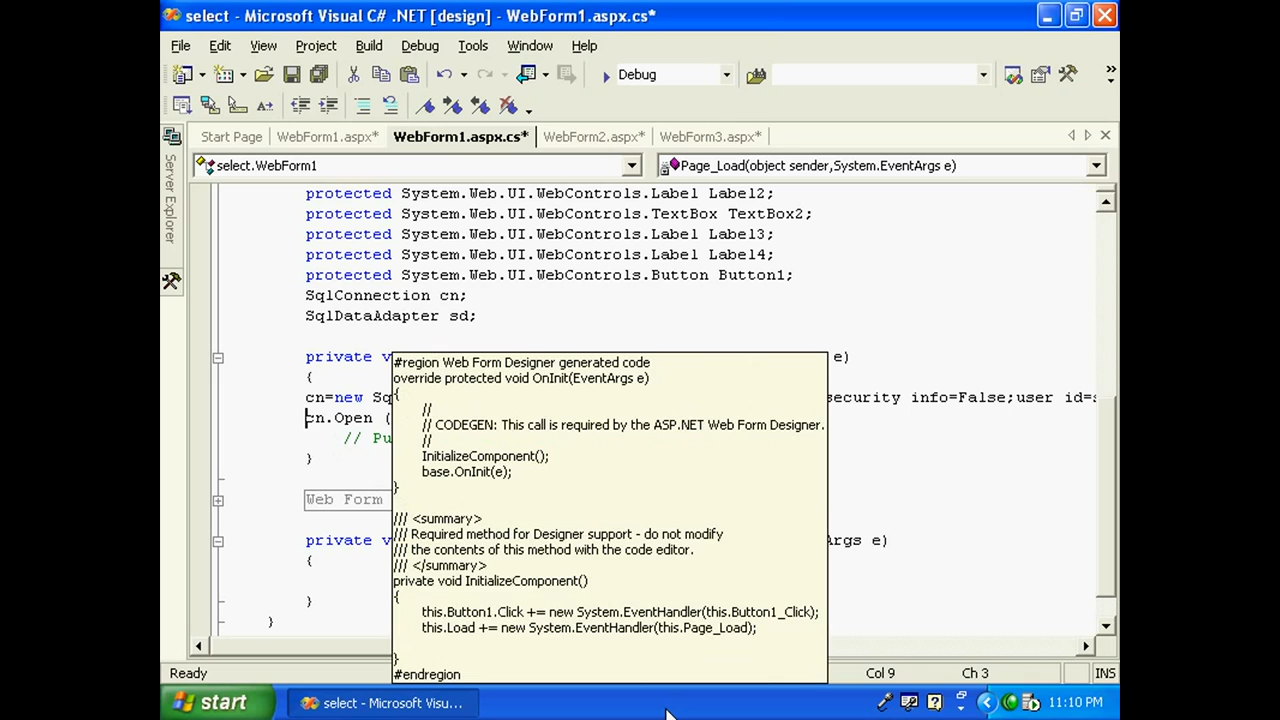 select - Microsoft Visual C# .NET [design] - WebForm1.aspx.cs*
File Edit View Project Build Debug Tools Window Help
Debug
Start Page WebForm1.aspx* WebForm1.aspx.cs* WebForm2.aspx* WebForm3.aspx*
Server Explorer
select.WebForm1 Page_Load(object sender,System.EventArgs e)
protected System.Web.UI.WebControls.Label Label2;
protected System.Web.UI.WebControls.TextBox TextBox2;
protected System.Web.UI.WebControls.Label Label3;
protected System.Web.UI.WebControls.Label Label4;
protected System.Web.UI.WebControls.Button Button1;
SqlConnection cn;
SqlDataAdapter sd;
private v e)
{
cn=new Sq security info=False;user id=s
cn.Open (
// Pu
}
Web Form
private v Args e)
{
}
}
#region Web Form Designer generated code
override protected void OnInit(EventArgs e)
{
//
// CODEGEN: This call is required by the ASP.NET Web Form Designer.
//
InitializeComponent();
base.OnInit(e);
}
/// <summary>
/// Required method for Designer support - do not modify
/// the contents of this method with the code editor.
/// </summary>
private void InitializeComponent()
{
this.Button1.Click += new System.EventHandler(this.Button1_Click);
this.Load += new System.EventHandler(this.Page_Load);
}
#endregion
Ready Col 9 Ch 3 INS
start select - Microsoft Visu... 11:10 PM